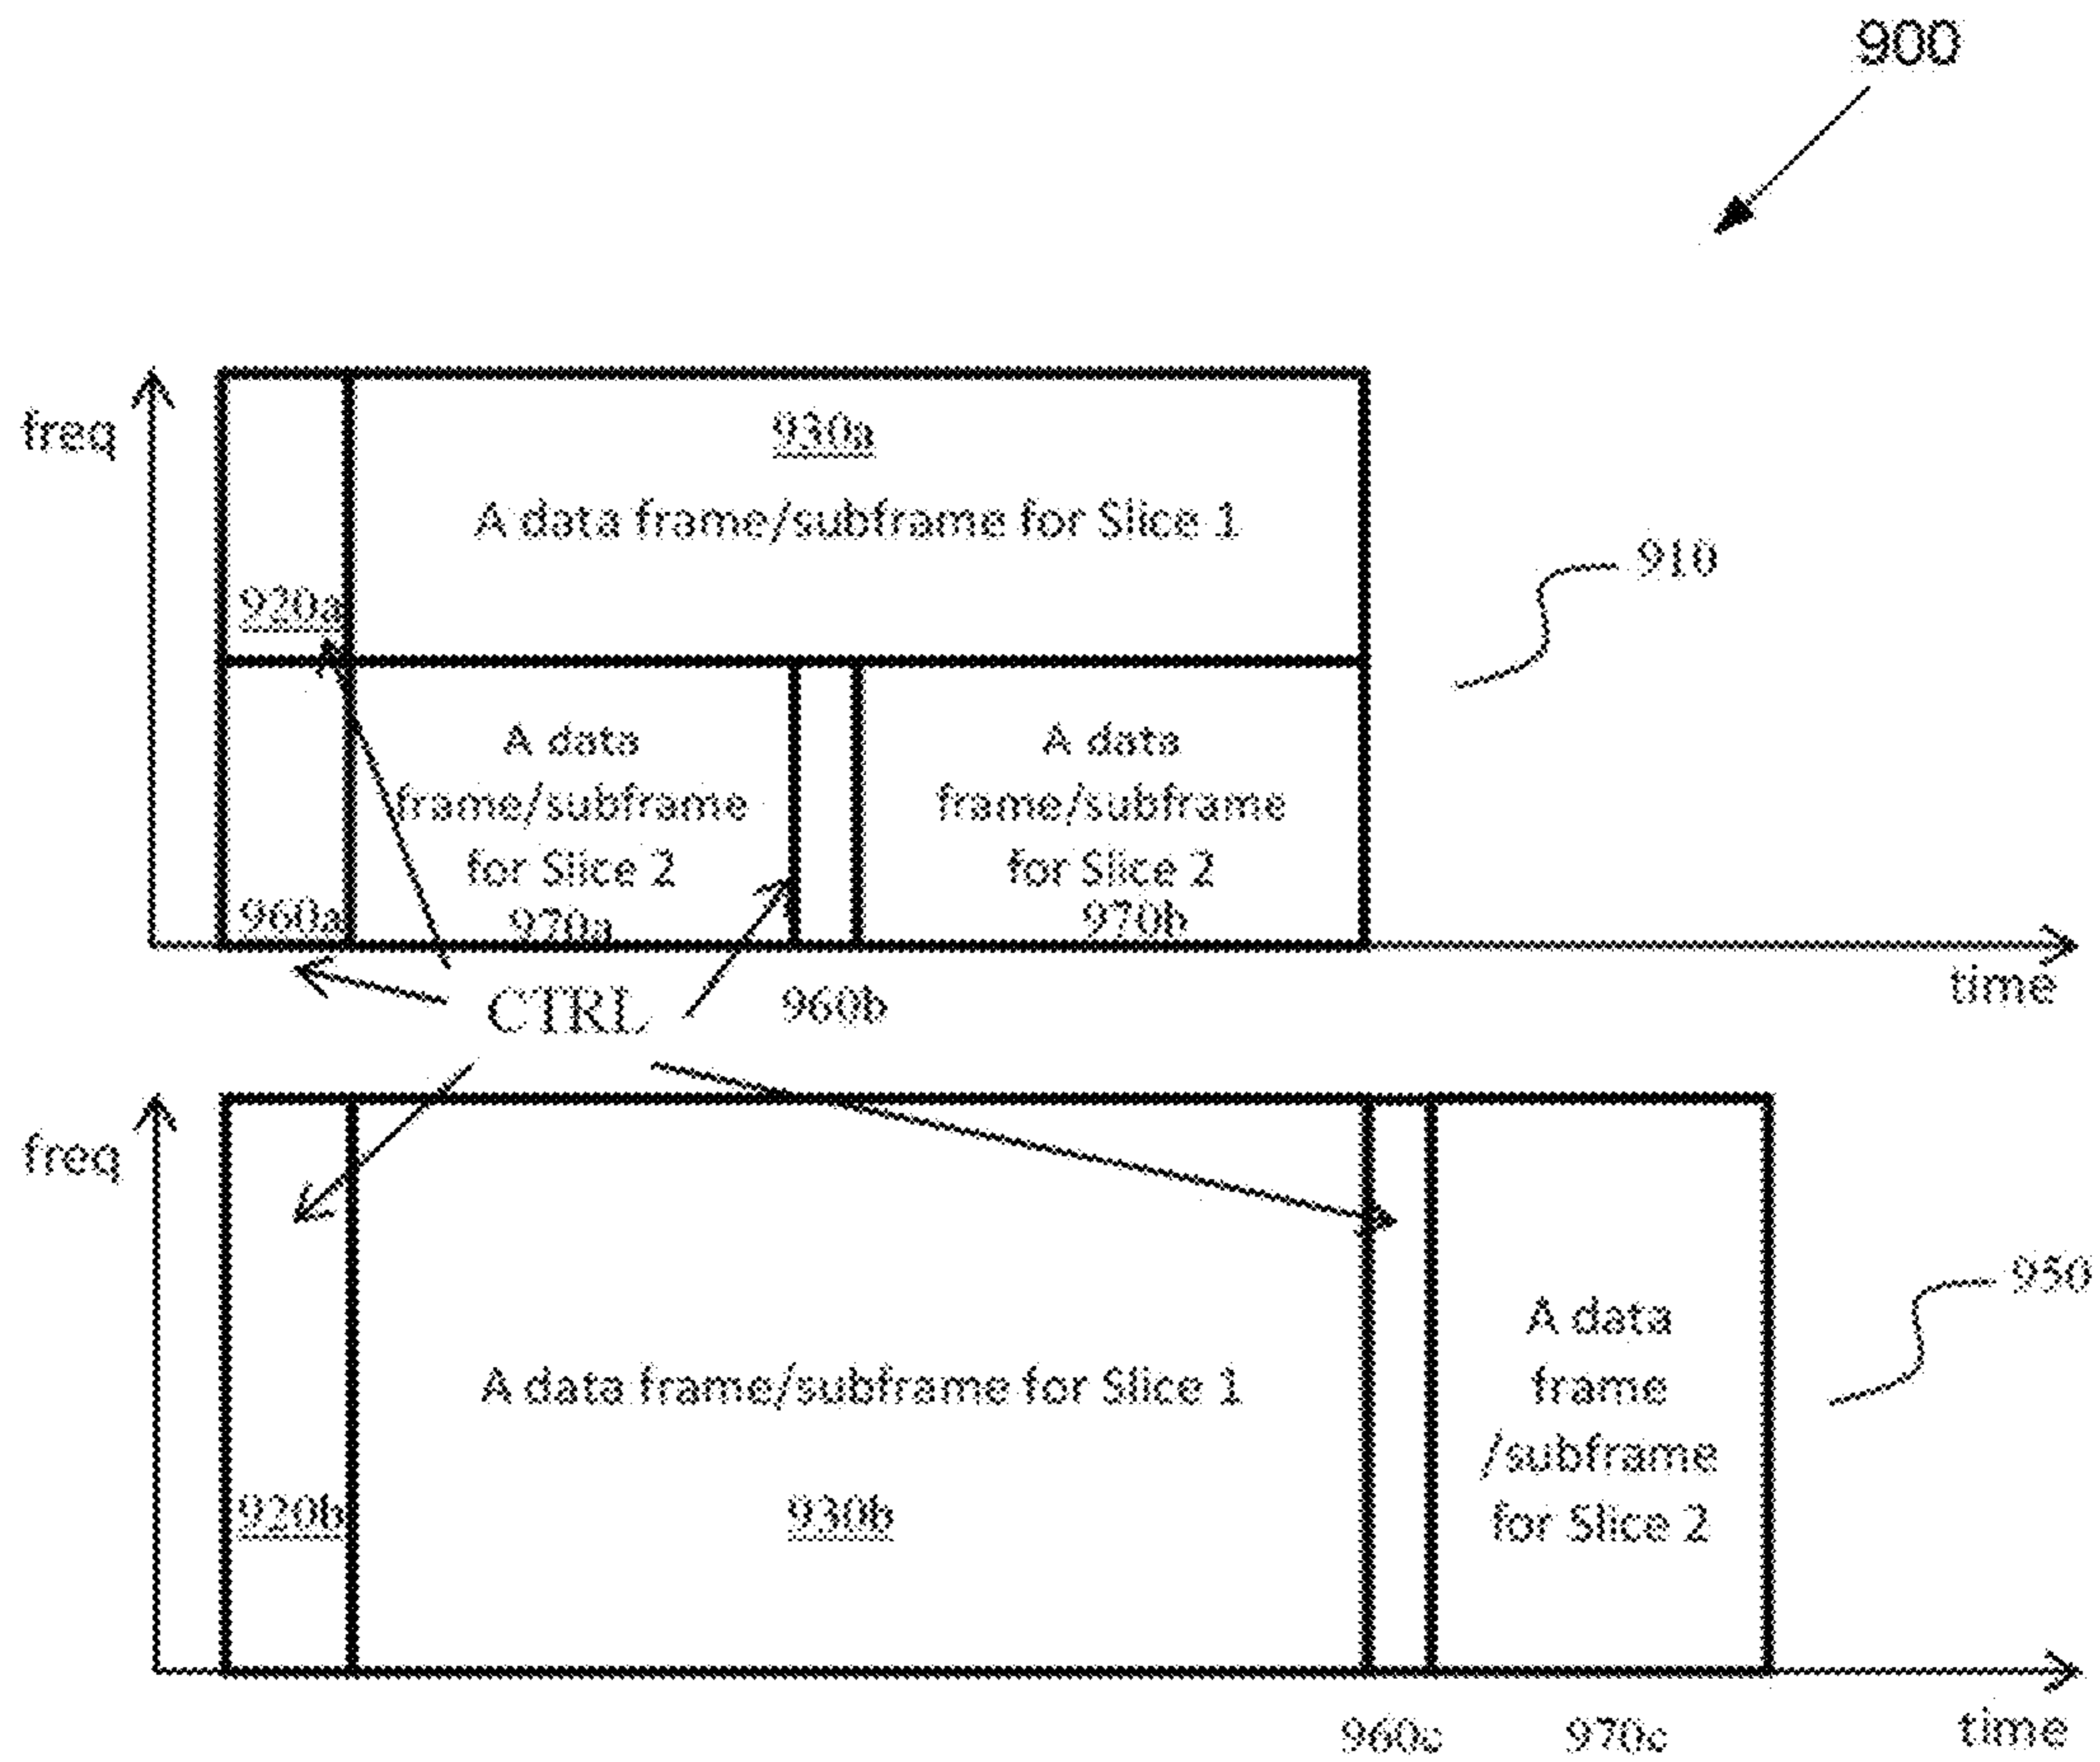 900
freq
930a
A data frame/subframe for Slice 1
910
920a
A data
frame/subframe
for Slice 2
970a
A data
frame/subframe
for Slice 2
970b
960a
time
CTRL
960b
freq
950
A data
frame
/subframe
for Slice 2
A data frame/subframe for Slice 1
920b
930b
960c
970c
time